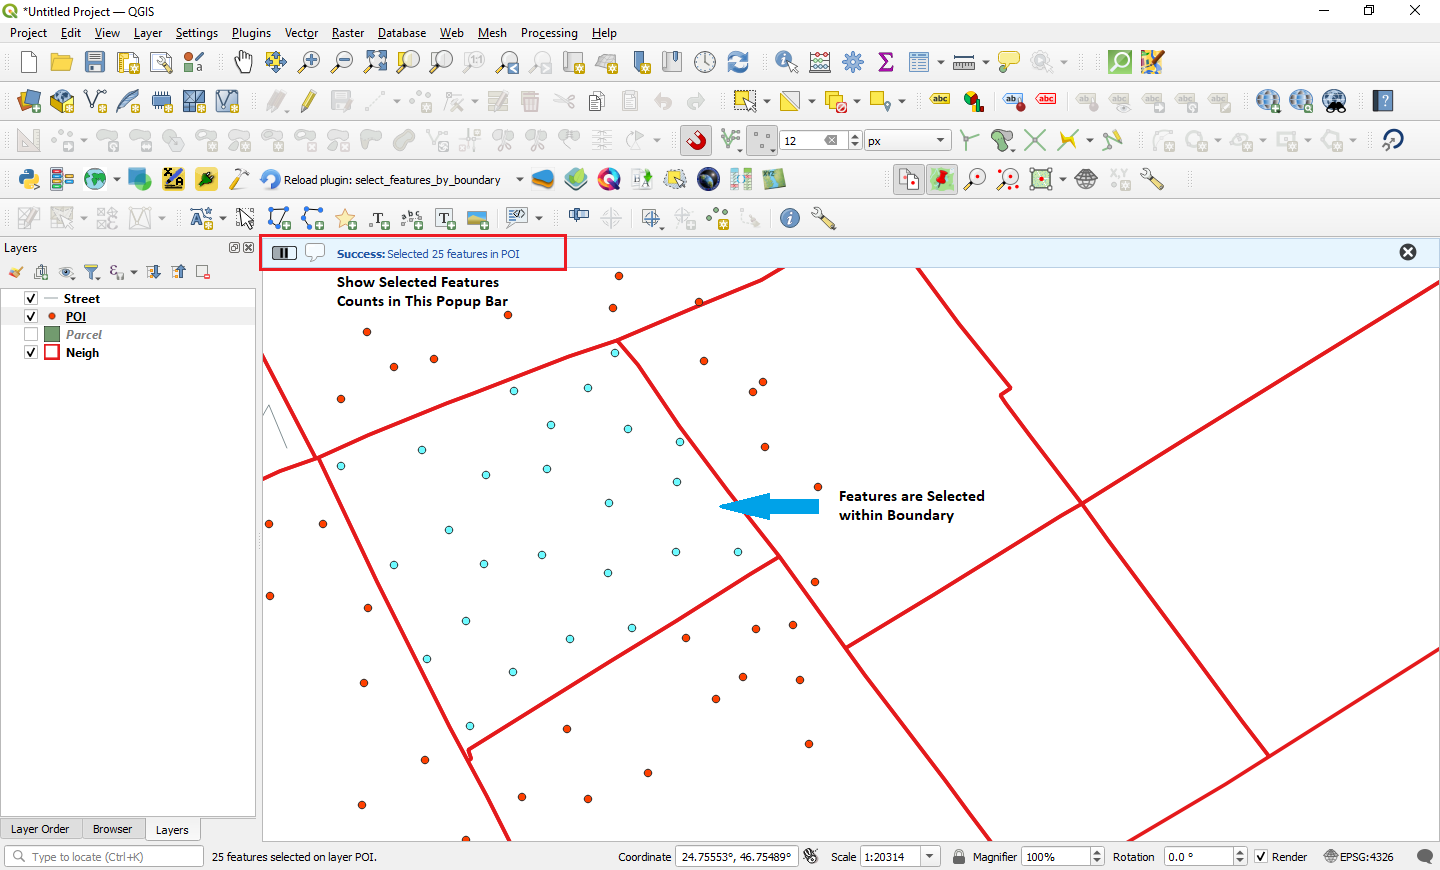 *Untitled Project — QGIS
Project Edit View Layer Settings Plugins Vector Raster Database Web Mesh Processing Help
abc abc abc
12 px
Reload plugin: select_features_by_boundary
Layers
Success: Selected 25 features in POI
Show Selected Features
Counts in This Popup Bar
Street
POI
Parcel
Neigh
Features are Selected
within Boundary
Layer Order Browser Layers
Type to locate (Ctrl+K) 25 features selected on layer POI. Coordinate 24.75553°, 46.75489° Scale 1:20314 Magnifier 100% Rotation 0.0 ° Render EPSG:4326